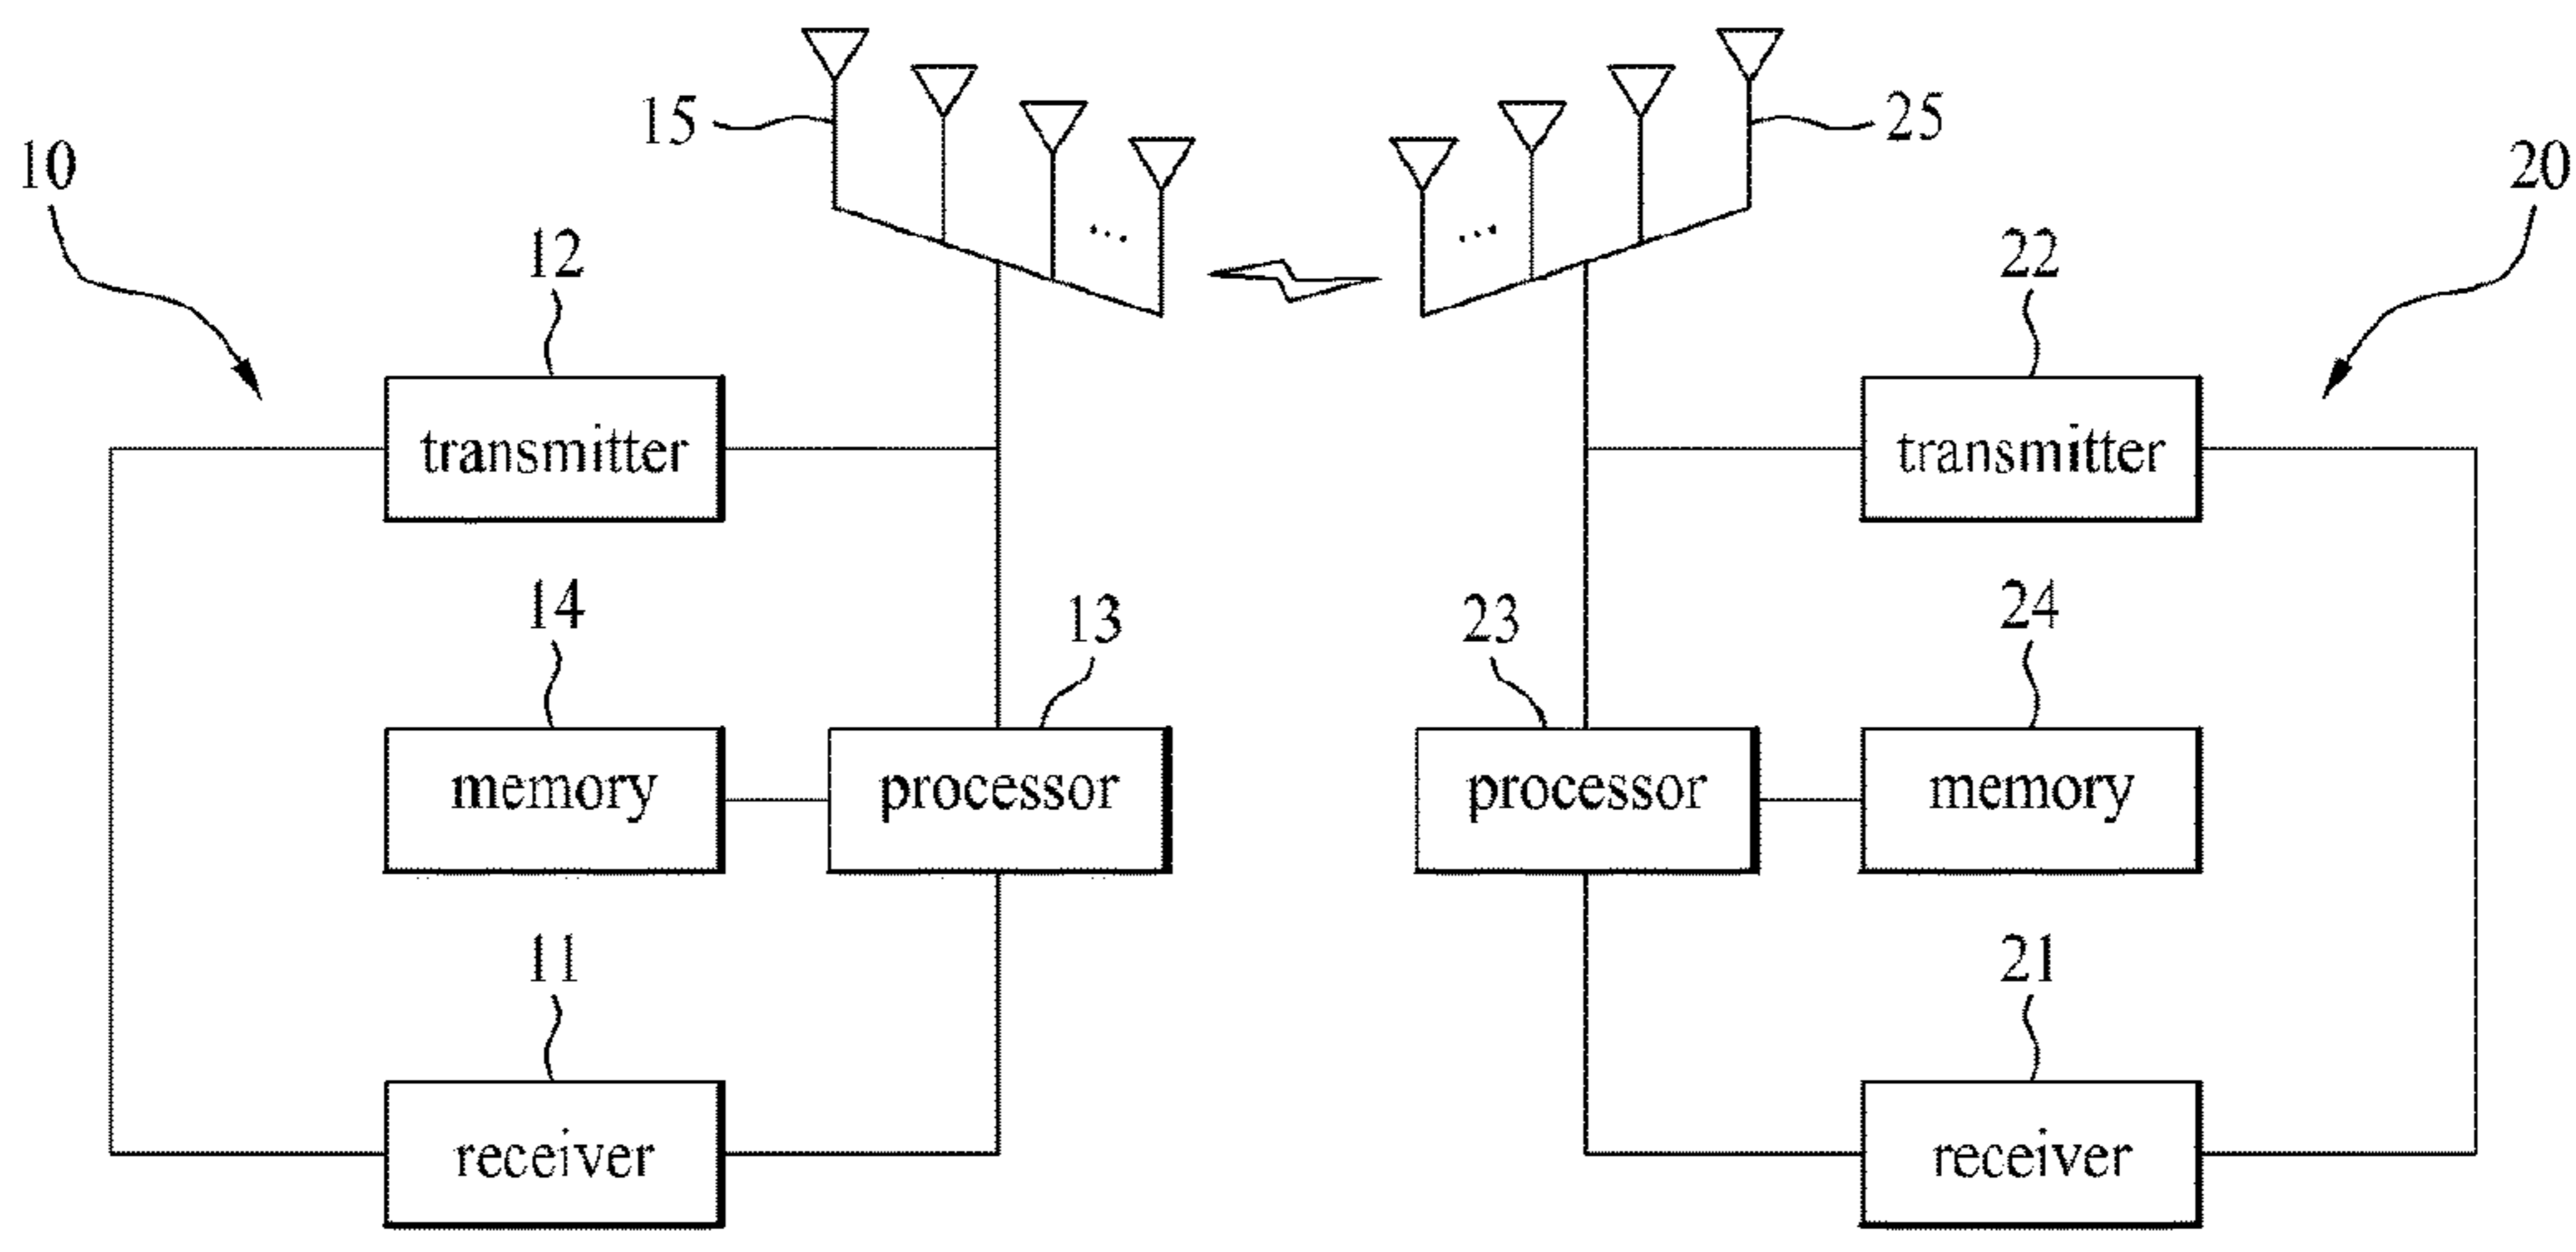 15
25
10
20
12
22
transmitter
transmitter
14
13
23
24
memory
processor
processor
memory
11
21
receiver
receiver